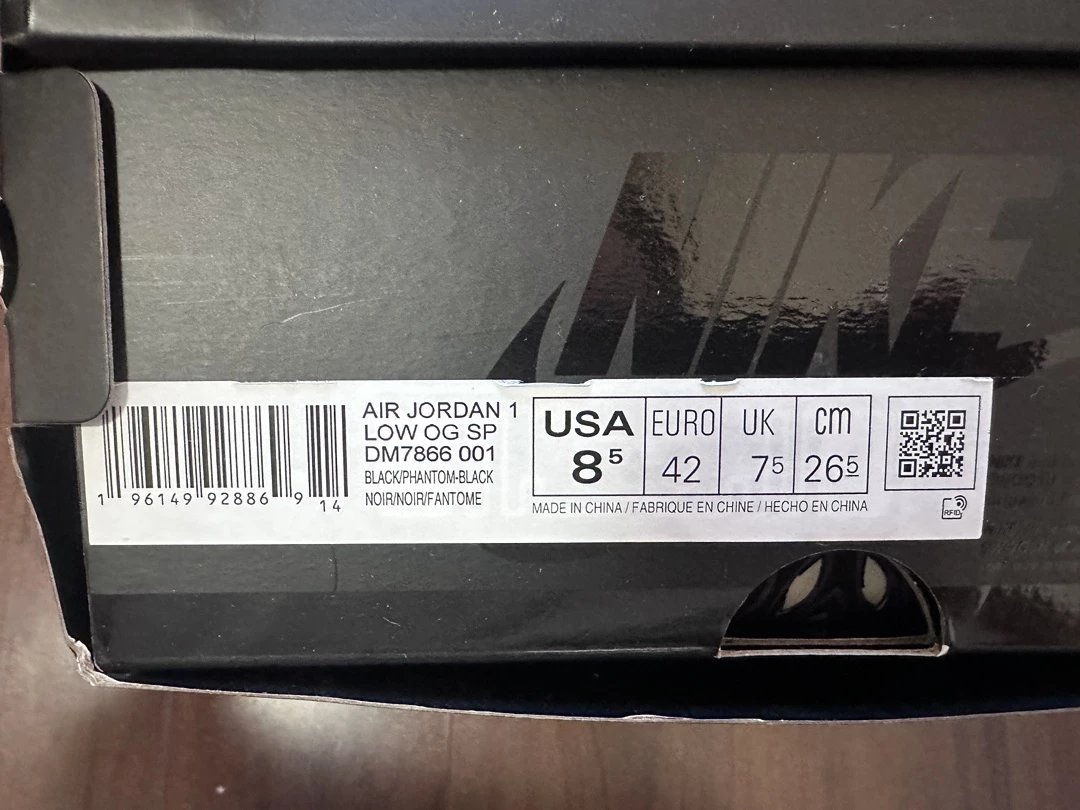 NIKE
AIR JORDAN 1
LOW OG SP
DM7866 001
BLACK/PHANTOM-BLACK
NOIR/NOIR/FANTOME
1 96149 92886 9 14
USA EURO UK cm
8⁵ 42 7⁵ 26⁵
MADE IN CHINA / FABRIQUE EN CHINE / HECHO EN CHINA
RFID